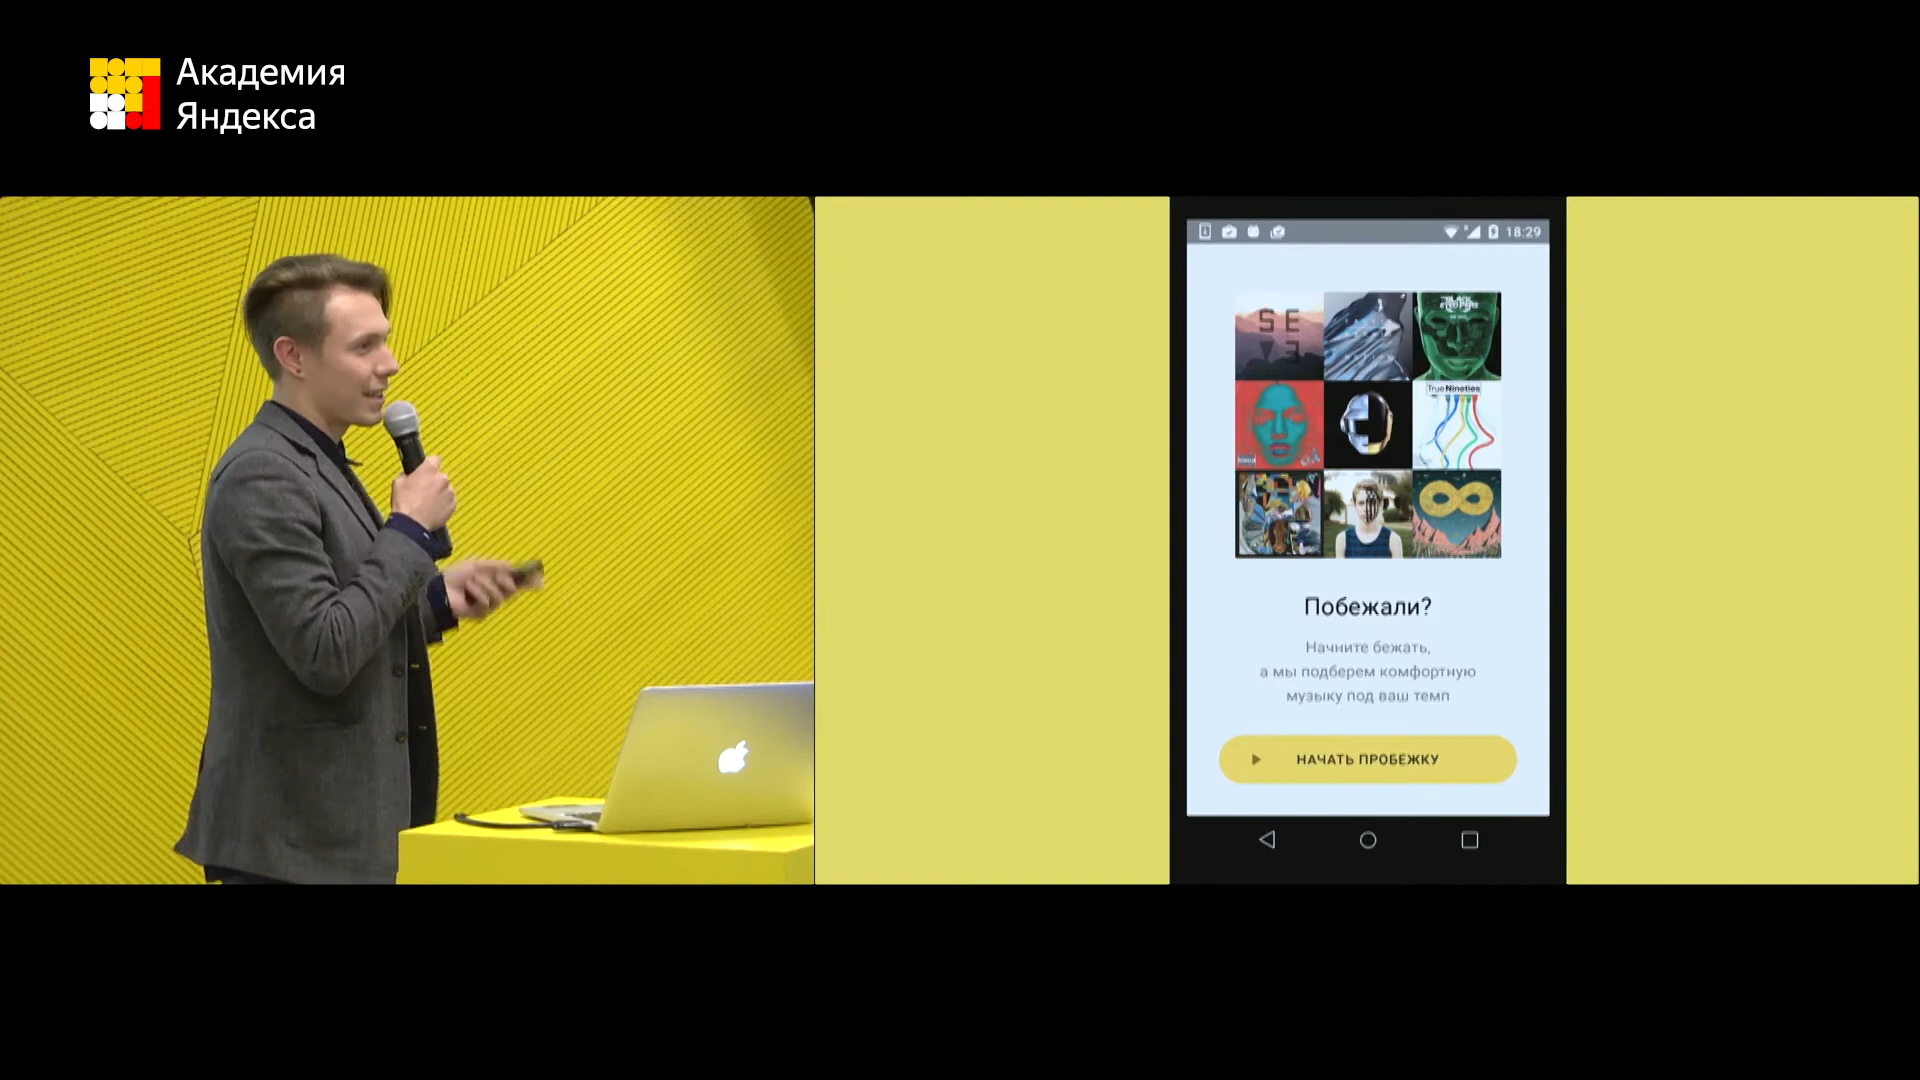 Академия
Яндекса
18:29
SE
True Nineties
Побежали?
Начните бежать,
а мы подберем комфортную
музыку под ваш темп
НАЧАТЬ ПРОБЕЖКУ